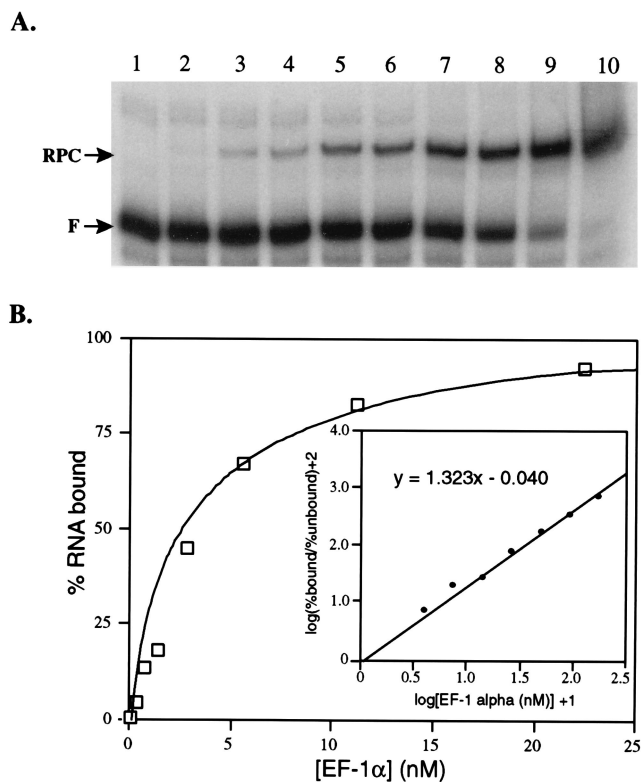 A.
1 2 3 4 5 6 7 8 9 10
RPC
F
B.
100
75
50
25
0
% RNA bound
0 5 10 15 20 25
[EF-1α] (nM)
4.0
3.0
2.0
1.0
0
log(%bound/%unbound)+2
y = 1.323x - 0.040
0 0.5 1.0 1.5 2.0 2.5
log[EF-1 alpha (nM)] +1